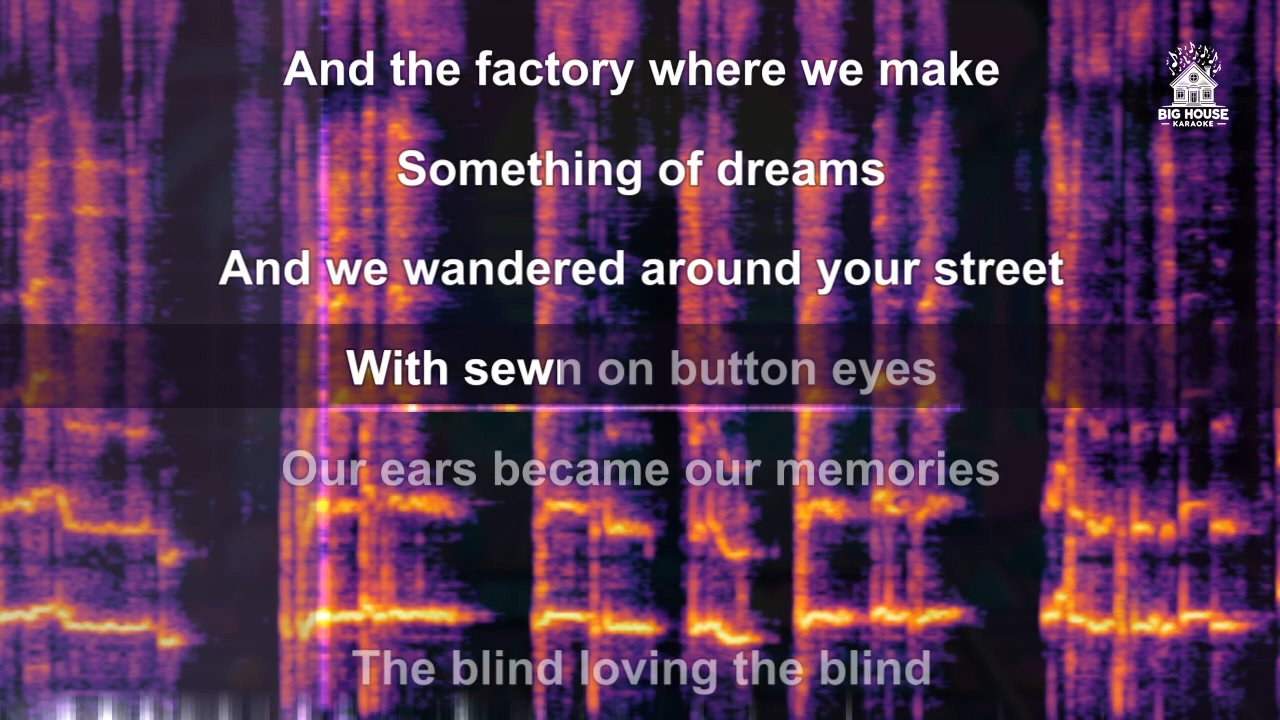 And the factory where we make
BIG HOUSE
KARAOKE
Something of dreams
And we wandered around your street
With sewn on button eyes
Our ears became our memories
The blind loving the blind